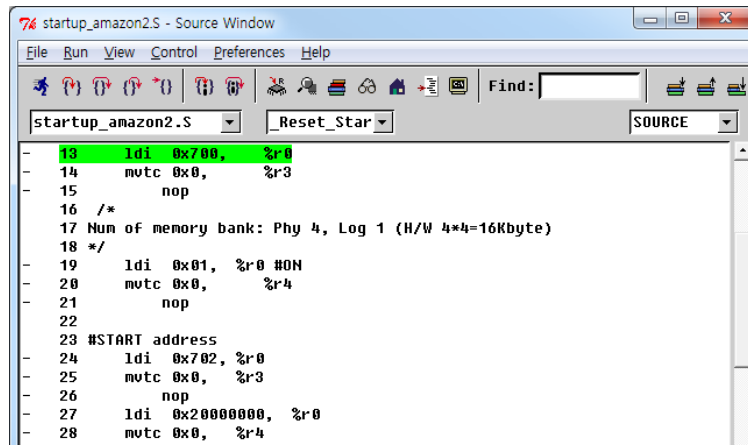 startup_amazon2.S - Source Window
File Run View Control Preferences Help
Find:
startup_amazon2.S _Reset_Star SOURCE
- 13 ldi 0x700, %r0
- 14 mvtc 0x0, %r3
- 15 nop
16 /*
17 Num of memory bank: Phy 4, Log 1 (H/W 4*4=16Kbyte)
18 */
- 19 ldi 0x01, %r0 #ON
- 20 mvtc 0x0, %r4
- 21 nop
22
23 #START address
- 24 ldi 0x702, %r0
- 25 mvtc 0x0, %r3
- 26 nop
- 27 ldi 0x20000000, %r0
- 28 mvtc 0x0, %r4